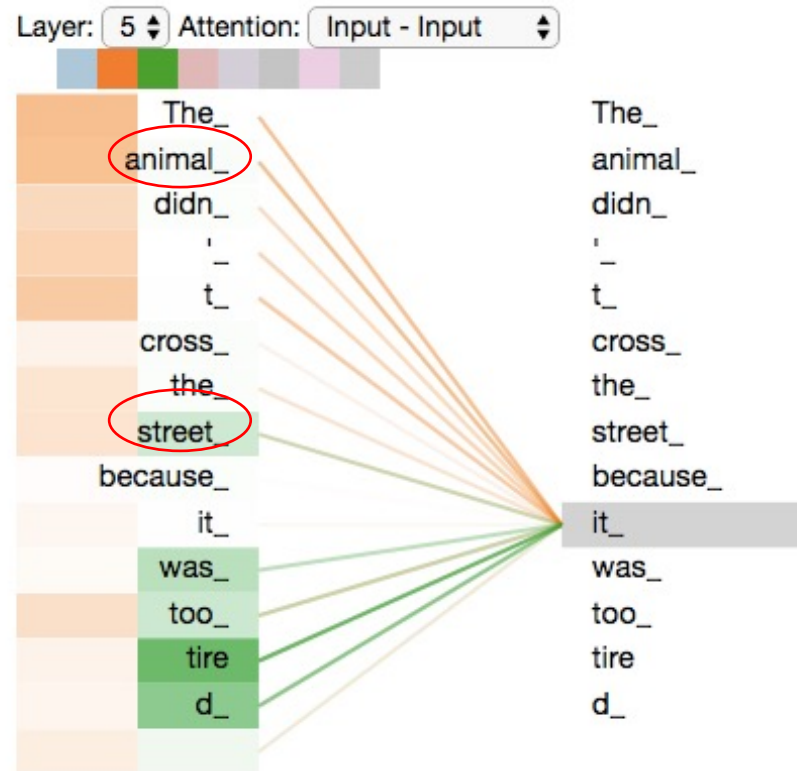 Layer: 5 Attention: Input - Input
The_ The_
animal_ animal_
didn_ didn_
'_ '_
t_ t_
cross_ cross_
the_ the_
street_ street_
because_ because_
it_ it_
was_ was_
too_ too_
tire tire
d_ d_